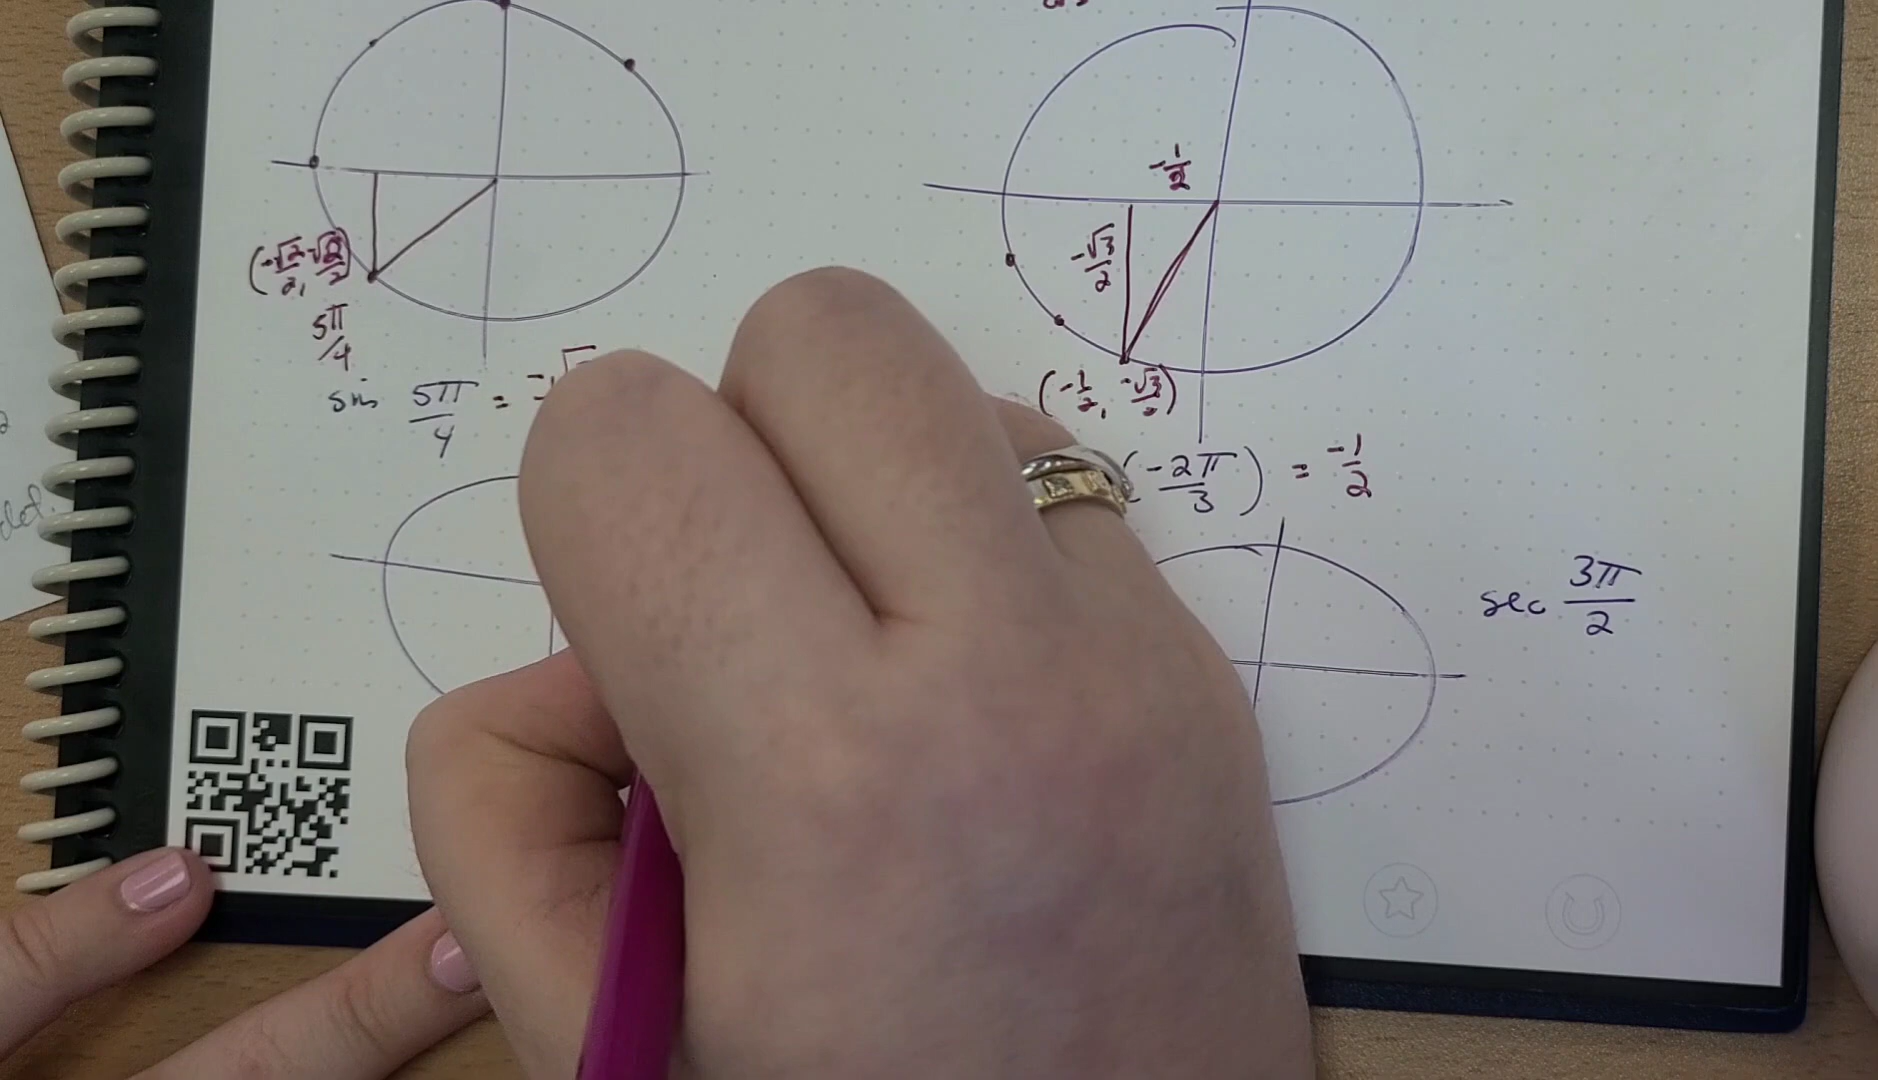 -1/2
-√3/2
(-√2/2, -√2/2)
5π/4
(-1/2, -√3/2)
sin 5π/4 = -√
(-2π/3) = -1/2
sec 3π/2
def.